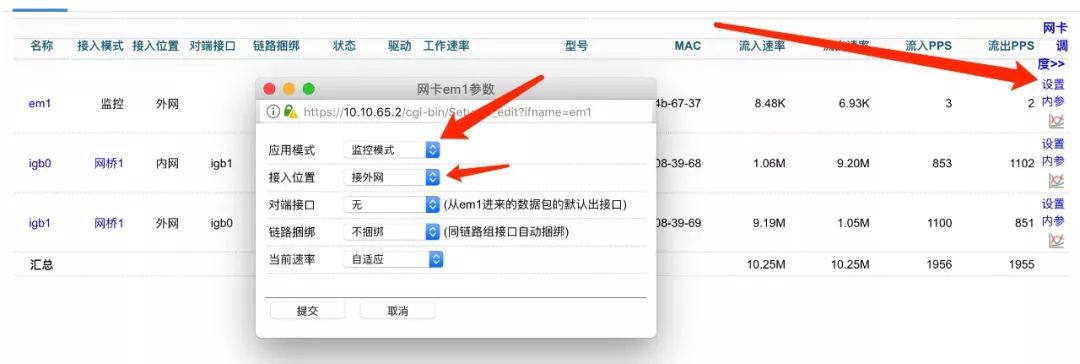 名称 接入模式 接入位置 对端接口 链路捆绑 状态 驱动 工作速率 型号 MAC 流入速率 流入PPS 流出PPS 网卡调度>>
em1 监控 外网 4b-67-37 8.48K 6.93K 3 2 设置 内参
igb0 网桥1 内网 igb1 08-39-68 1.06M 9.20M 853 1102 设置 内参
igb1 网桥1 外网 igb0 08-39-69 9.19M 1.05M 1100 851 设置 内参
汇总 10.25M 10.25M 1956 1955
网卡em1参数
https://10.10.65.2/cgi-bin/Setup _edit?ifname=em1
应用模式 监控模式
接入位置 接外网
对端接口 无 (从em1进来的数据包的默认出接口)
链路捆绑 不捆绑 (同链路组接口自动捆绑)
当前速率 自适应
提交 取消